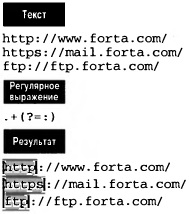 Текст
http://www.forta.com/
https://mail.forta.com/
ftp://ftp.forta.com/
Регулярное
выражение
.+(?=:)
Результат
http://www.forta.com/
https://mail.forta.com/
ftp://ftp.forta.com/